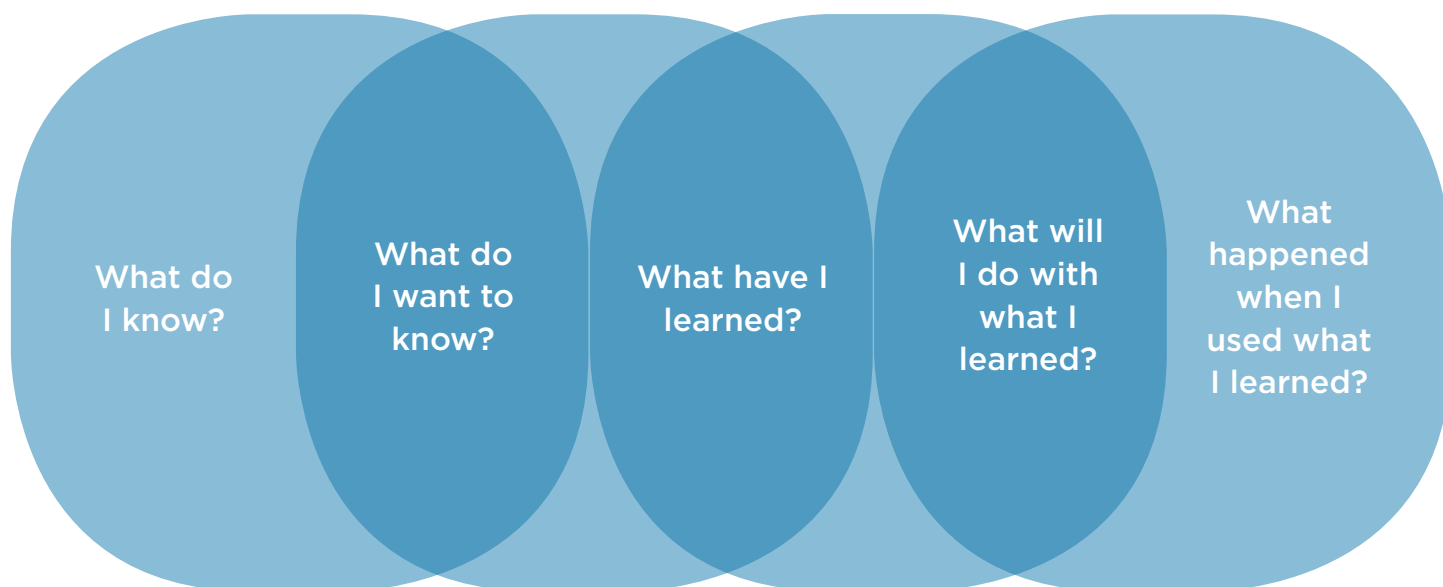 What do
I know?
What do
I want to
know?
What have I
learned?
What will
I do with
what I
learned?
What
happened
when I
used what
I learned?